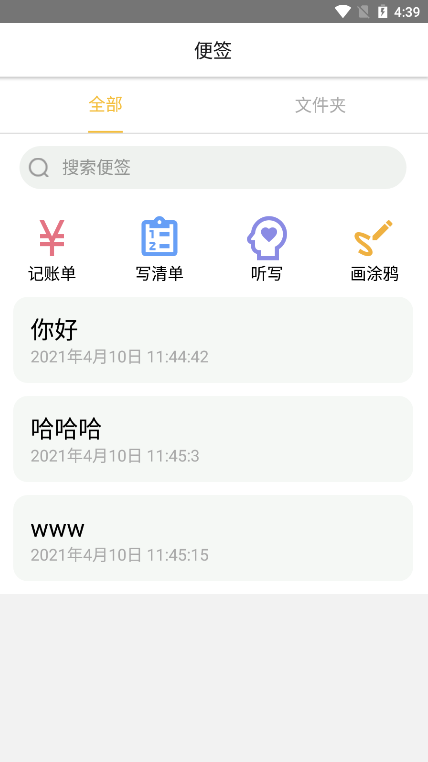 4:39
便签
全部
文件夹
搜索便签
记账单
写清单
听写
画涂鸦
你好
2021年4月10日 11:44:42
哈哈哈
2021年4月10日 11:45:3
www
2021年4月10日 11:45:15